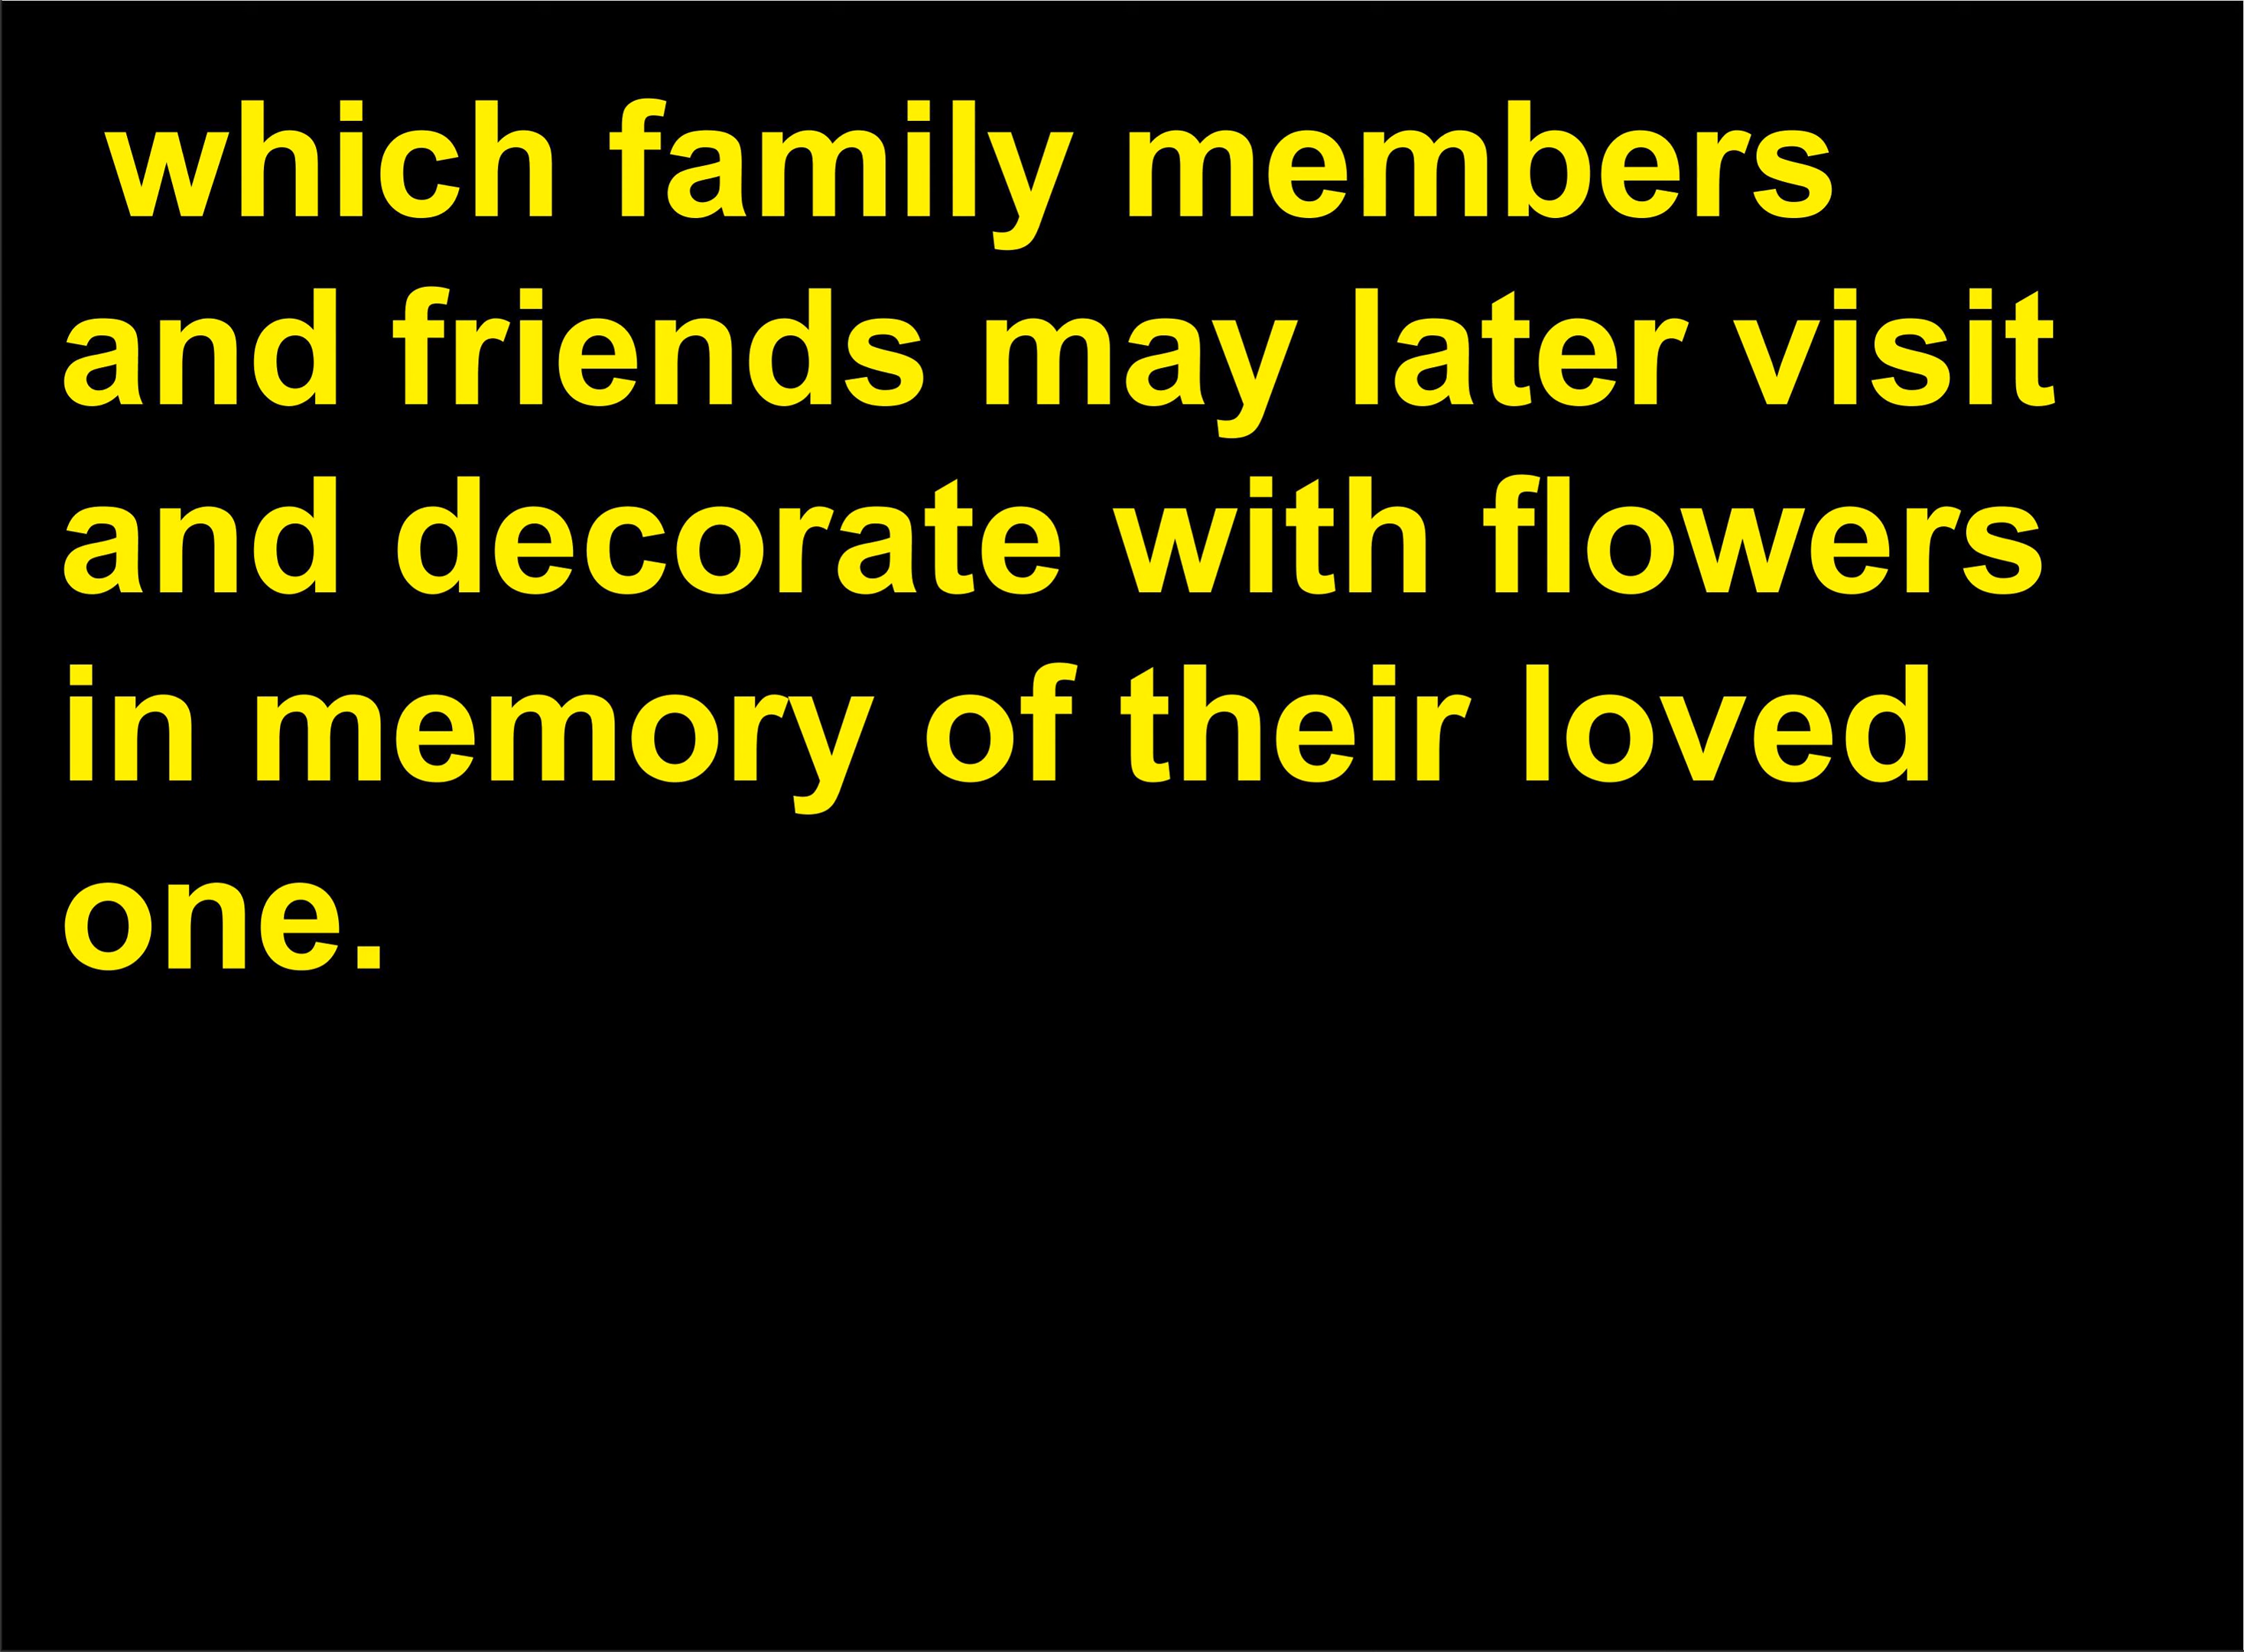 which family members
and friends may later visit
and decorate with flowers
in memory of their loved
one.